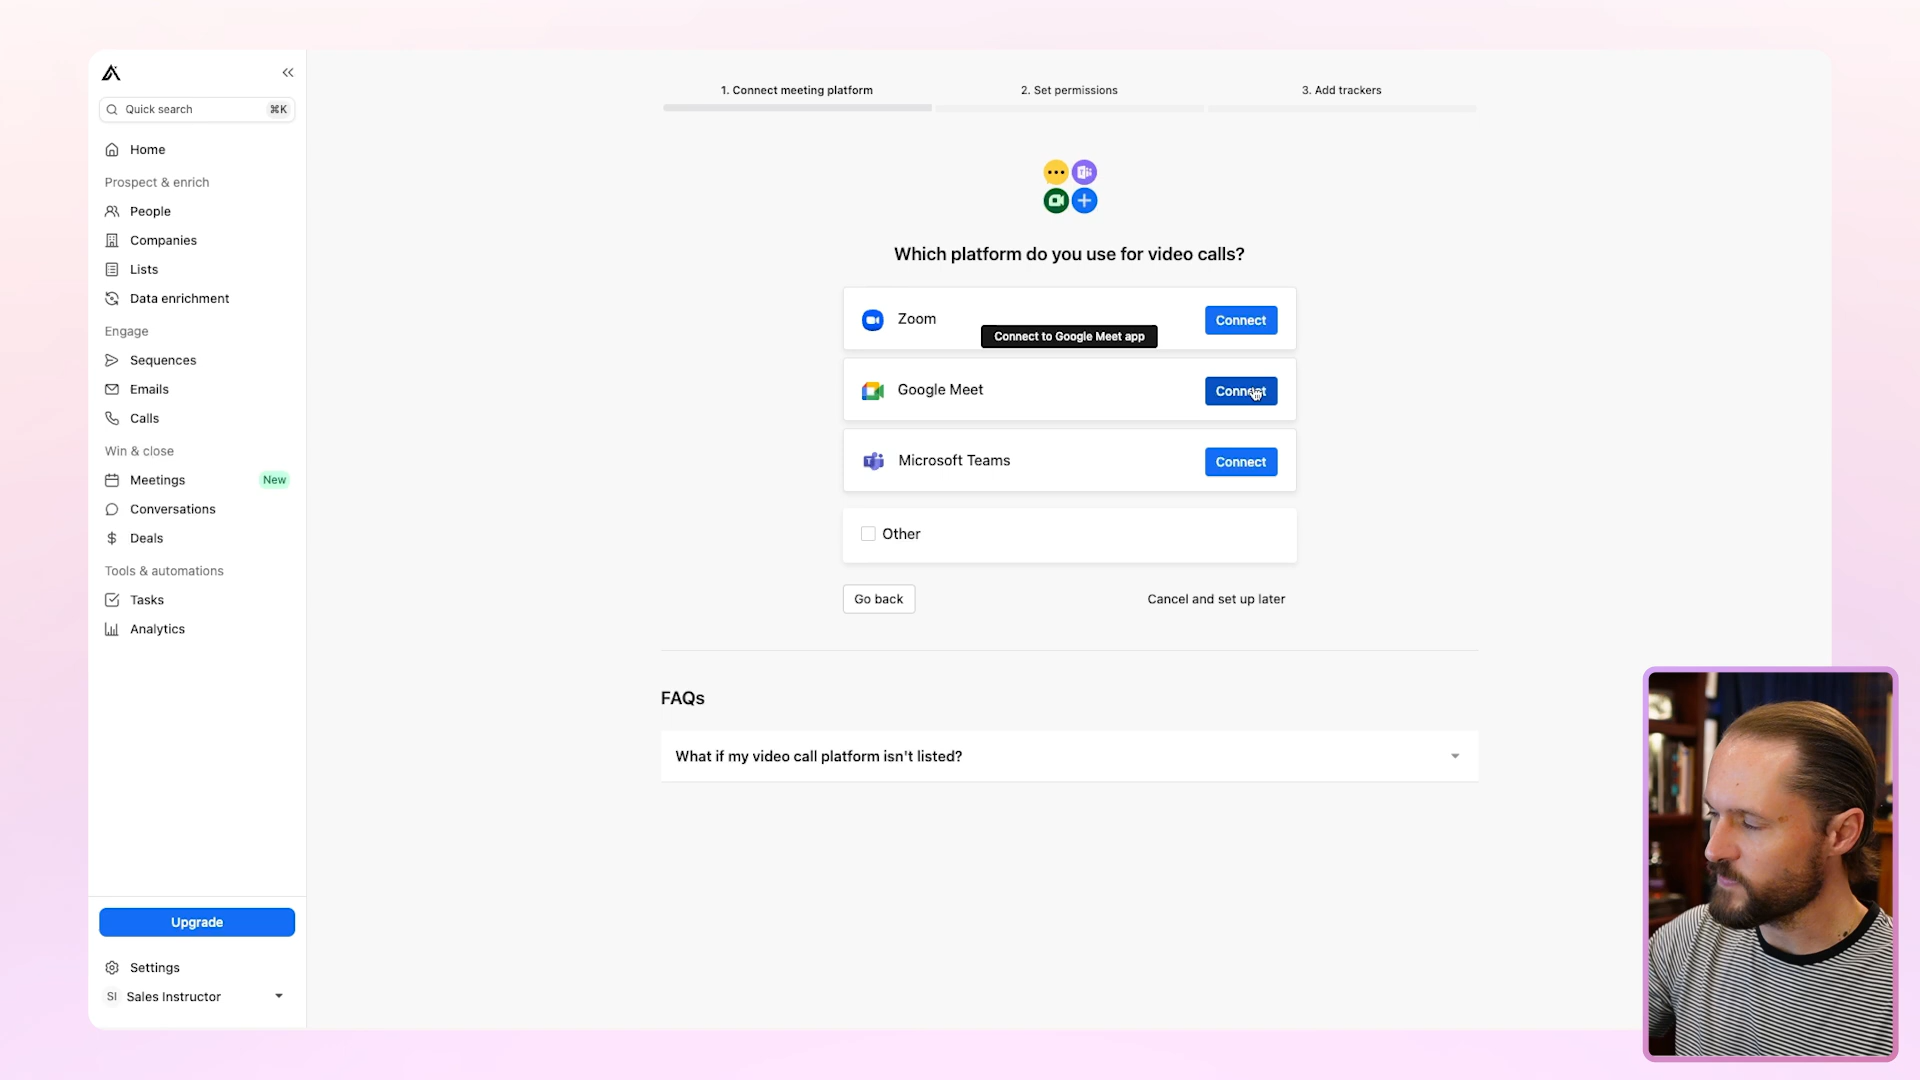 Quick search ⌘K
Home
Prospect & enrich
People
Companies
Lists
Data enrichment
Engage
Sequences
Emails
Calls
Win & close
Meetings New
Conversations
Deals
Tools & automations
Tasks
Analytics
Upgrade
Settings
SI Sales Instructor
1. Connect meeting platform
2. Set permissions
3. Add trackers
Which platform do you use for video calls?
Zoom
Connect
Connect to Google Meet app
Google Meet
Connect
Microsoft Teams
Connect
Other
Go back
Cancel and set up later
FAQs
What if my video call platform isn't listed?